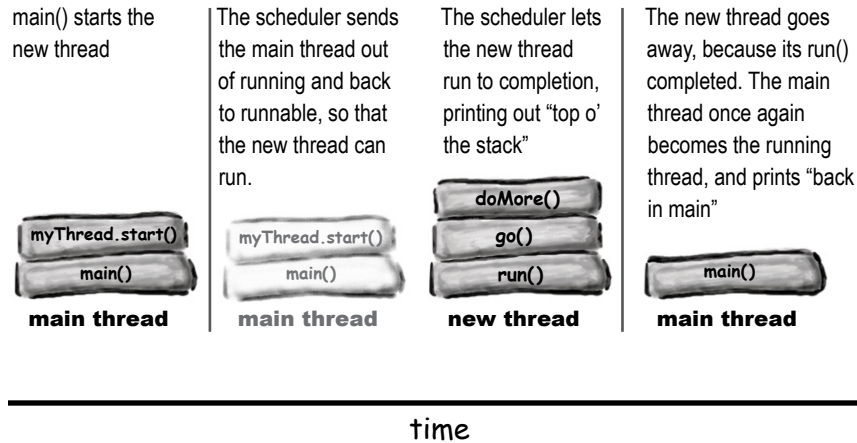 main() starts the
new thread
myThread.start()
main()
main thread
The scheduler sends
the main thread out
of running and back
to runnable, so that
the new thread can
run.
myThread.start()
main()
main thread
The scheduler lets
the new thread
run to completion,
printing out “top o’
the stack”
doMore()
go()
run()
new thread
The new thread goes
away, because its run()
completed. The main
thread once again
becomes the running
thread, and prints “back
in main”
main()
main thread
time